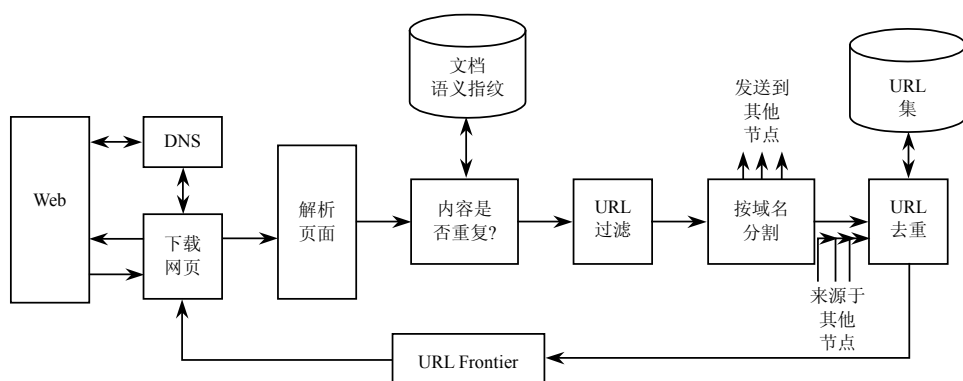 文档
语义指纹
发送到
其他
节点
URL
集
Web
DNS
下载
网页
解析
页面
内容是
否重复?
URL
过滤
按域名
分割
URL
去重
来源于
其他
节点
URL Frontier